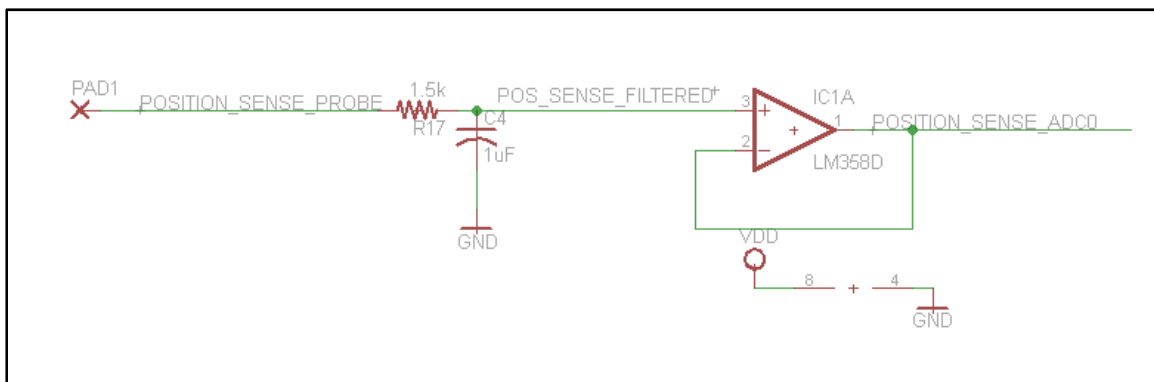 PAD1
POSITION_SENSE_PROBE
1.5k
R17
POS_SENSE_FILTERED
C4
1uF
GND
3
2
1
IC1A
LM358D
POSITION_SENSE_ADC0
VDD
8
4
GND